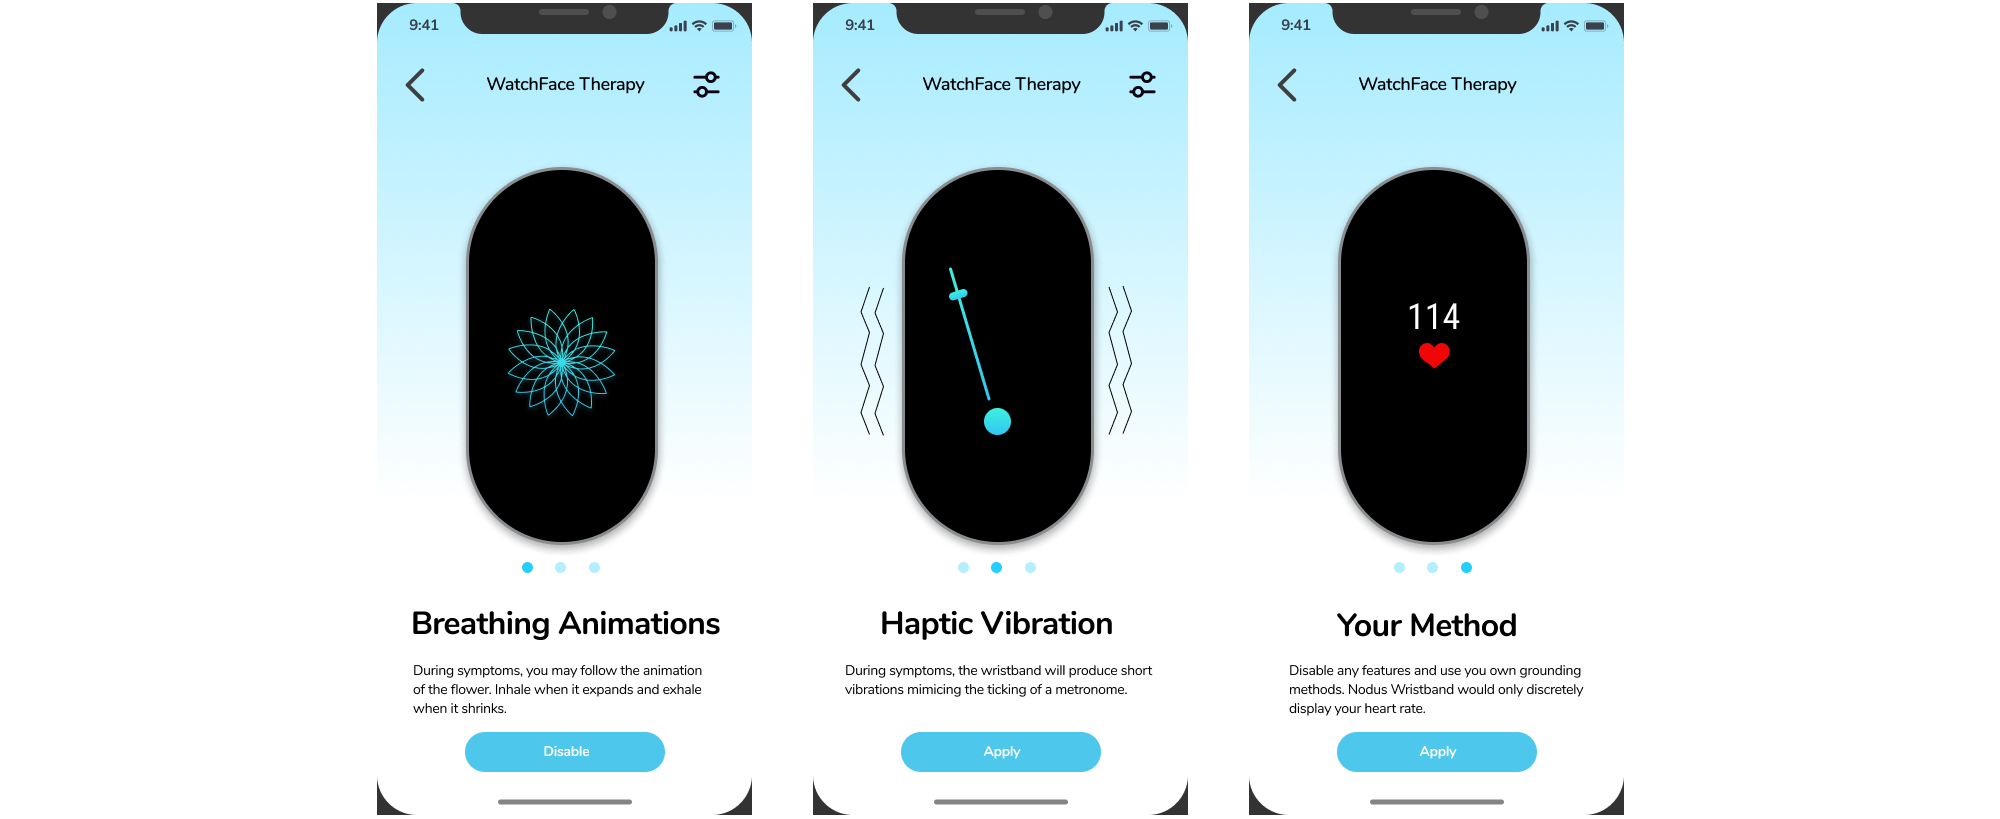 9:41
WatchFace Therapy
Breathing Animations
During symptoms, you may follow the animation
of the flower. Inhale when it expands and exhale
when it shrinks.
Disable
9:41
WatchFace Therapy
Haptic Vibration
During symptoms, the wristband will produce short
vibrations mimicing the ticking of a metronome.
Apply
9:41
WatchFace Therapy
114
Your Method
Disable any features and use you own grounding
methods. Nodus Wristband would only discretely
display your heart rate.
Apply